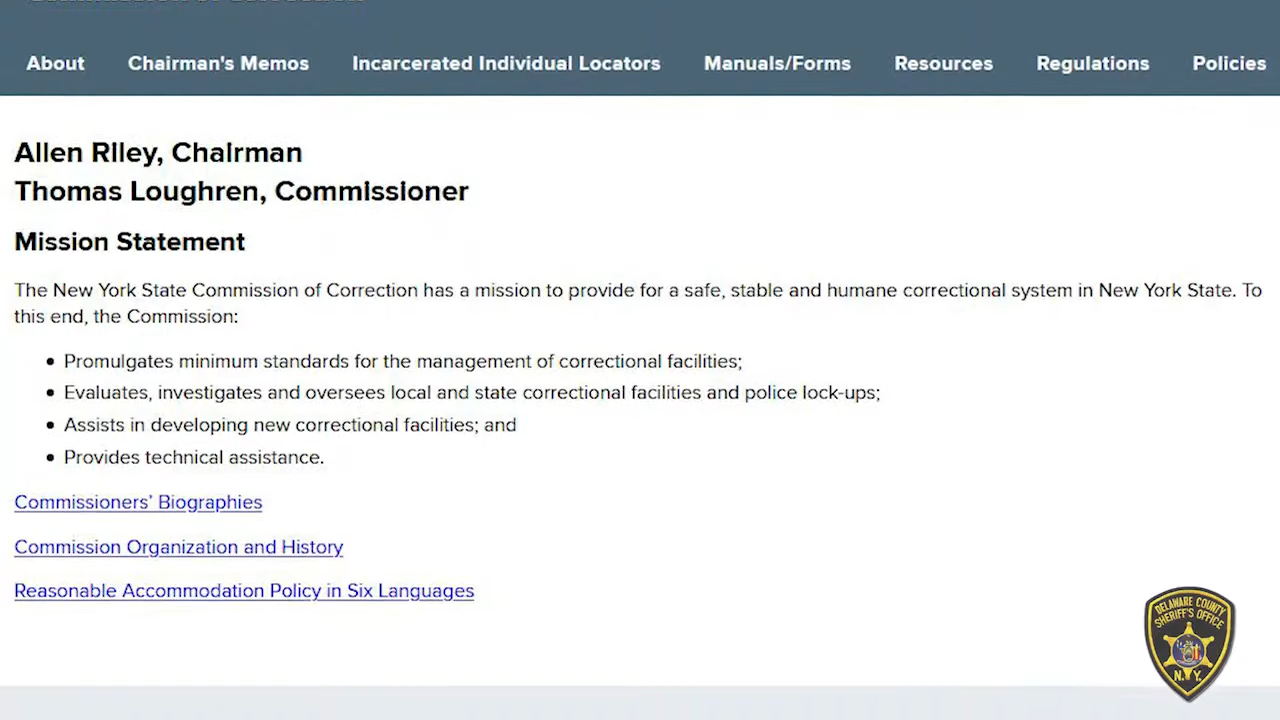 About Chairman's Memos Incarcerated Individual Locators Manuals/Forms Resources Regulations Policies
Allen Riley, Chairman
Thomas Loughren, Commissioner
Mission Statement
The New York State Commission of Correction has a mission to provide for a safe, stable and humane correctional system in New York State. To
this end, the Commission:
• Promulgates minimum standards for the management of correctional facilities;
• Evaluates, investigates and oversees local and state correctional facilities and police lock-ups;
• Assists in developing new correctional facilities; and
• Provides technical assistance.
Commissioners’ Biographies
Commission Organization and History
Reasonable Accommodation Policy in Six Languages
DELAWARE COUNTY
SHERIFF'S OFFICE
N.Y.